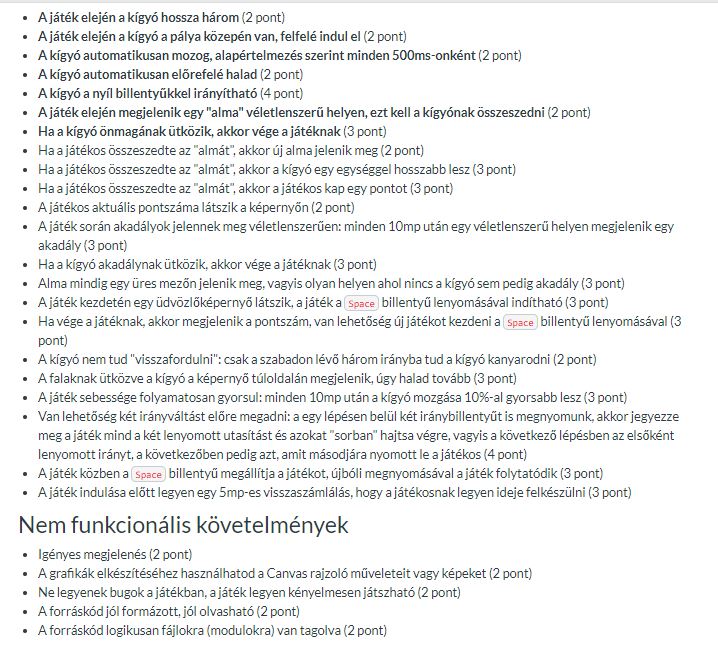 A játék elején a kígyó hossza három (2 pont)
A játék elején a kígyó a pálya közepén van, felfelé indul el (2 pont)
A kígyó automatikusan mozog, alapértelmezés szerint minden 500ms-onként (2 pont)
A kígyó automatikusan előrefelé halad (2 pont)
A kígyó a nyíl billentyűkkel irányítható (4 pont)
A játék elején megjelenik egy "alma" véletlenszerű helyen, ezt kell a kígyónak összeszedni (2 pont)
Ha a kígyó önmagának ütközik, akkor vége a játéknak (3 pont)
Ha a játékos összeszedte az "almát", akkor új alma jelenik meg (2 pont)
Ha a játékos összeszedte az "almát", akkor a kígyó egy egységgel hosszabb lesz (3 pont)
Ha a játékos összeszedte az "almát", akkor a játékos kap egy pontot (3 pont)
A játékos aktuális pontszáma látszik a képernyőn (2 pont)
A játék során akadályok jelennek meg véletlenszerűen: minden 10mp után egy véletlenszerű helyen megjelenik egy
akadály (3 pont)
Ha a kígyó akadálynak ütközik, akkor vége a játéknak (3 pont)
Alma mindig egy üres mezőn jelenik meg, vagyis olyan helyen ahol nincs a kígyó sem pedig akadály (3 pont)
A játék kezdetén egy üdvözlőképernyő látszik, a játék a Space billentyű lenyomásával indítható (3 pont)
Ha vége a játéknak, akkor megjelenik a pontszám, van lehetőség új játékot kezdeni a Space billentyű lenyomásával (3
pont)
A kígyó nem tud "visszafordulni": csak a szabadon lévő három irányba tud a kígyó kanyarodni (2 pont)
A falaknak ütközve a kígyó a képernyő túloldalán megjelenik, úgy halad tovább (3 pont)
A játék sebessége folyamatosan gyorsul: minden 10mp után a kígyó mozgása 10%-al gyorsabb lesz (3 pont)
Van lehetőség két irányváltást előre megadni: a egy lépésen belül két iránybillentyűt is megnyomunk, akkor jegyezze
meg a játék mind a két lenyomott utasítást és azokat "sorban" hajtsa végre, vagyis a következő lépésben az elsőként
lenyomott irányt, a következőben pedig azt, amit másodjára nyomott le a játékos (4 pont)
A játék közben a Space billentyű megállítja a játékot, újbóli megnyomásával a játék folytatódik (3 pont)
A játék indulása előtt legyen egy 5mp-es visszaszámlálás, hogy a játékosnak legyen ideje felkészülni (3 pont)
Nem funkcionális követelmények
Igényes megjelenés (2 pont)
A grafikák elkészítéséhez használhatod a Canvas rajzoló műveleteit vagy képeket (2 pont)
Ne legyenek bugok a játékban, a játék legyen kényelmesen játszható (2 pont)
A forráskód jól formázott, jól olvasható (2 pont)
A forráskód logikusan fájlokra (modulokra) van tagolva (2 pont)